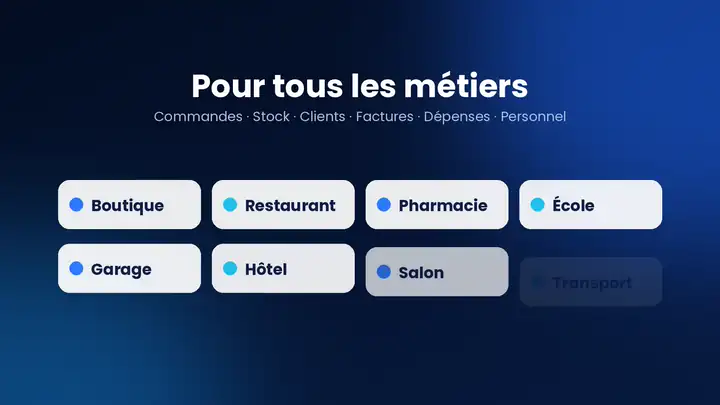 Pour tous les métiers
Commandes · Stock · Clients · Factures · Dépenses · Personnel
Boutique
Restaurant
Pharmacie
École
Garage
Hôtel
Salon
Transport